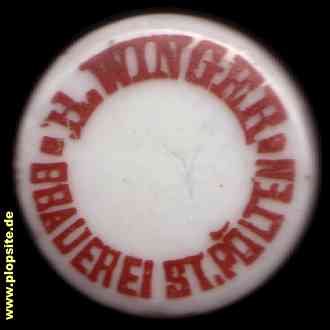 H. WINGER
BRAUEREI ST. PÖLTEN
www.plopsite.de